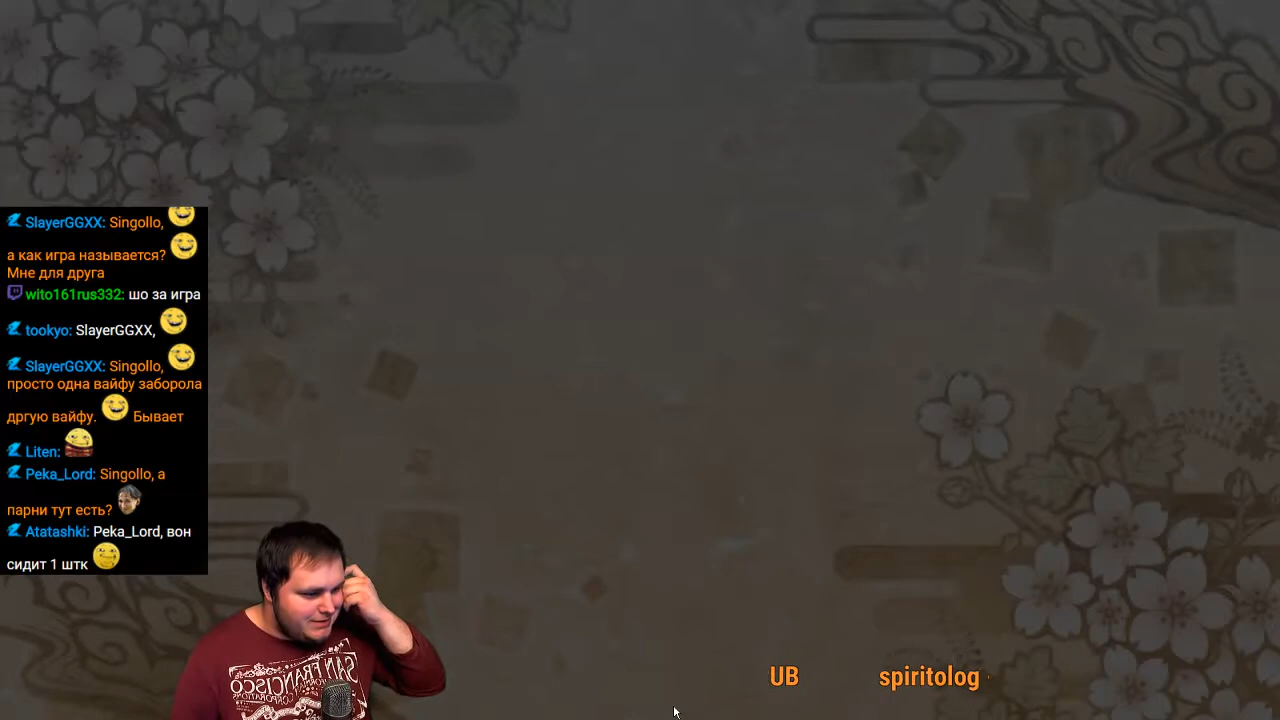 SlayerGGXX: Singollo,
а как игра называется?
Мне для друга
wito161rus332: шо за игра
tookyo: SlayerGGXX,
SlayerGGXX: Singollo,
просто одна вайфу заборола
дргую вайфу. Бывает
Liten:
Peka_Lord: Singollo, а
парни тут есть?
Atatashki: Peka_Lord, вон
сидит 1 штк
SAN FRANCISCO
UB spiritolog